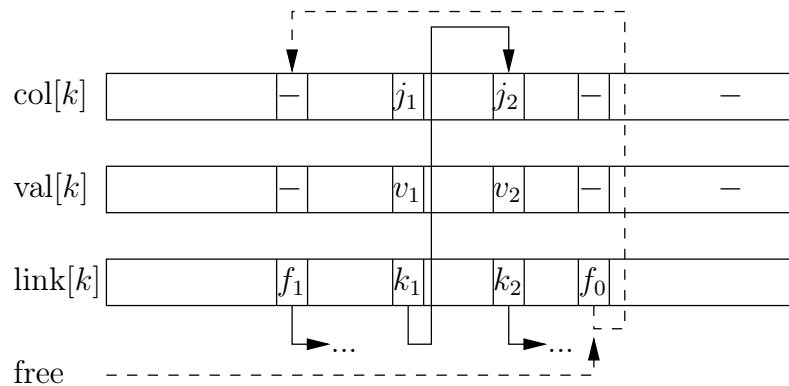 col[k] – j₁ j₂ – –
val[k] – v₁ v₂ – –
link[k] f₁ k₁ k₂ f₀
... ...
free